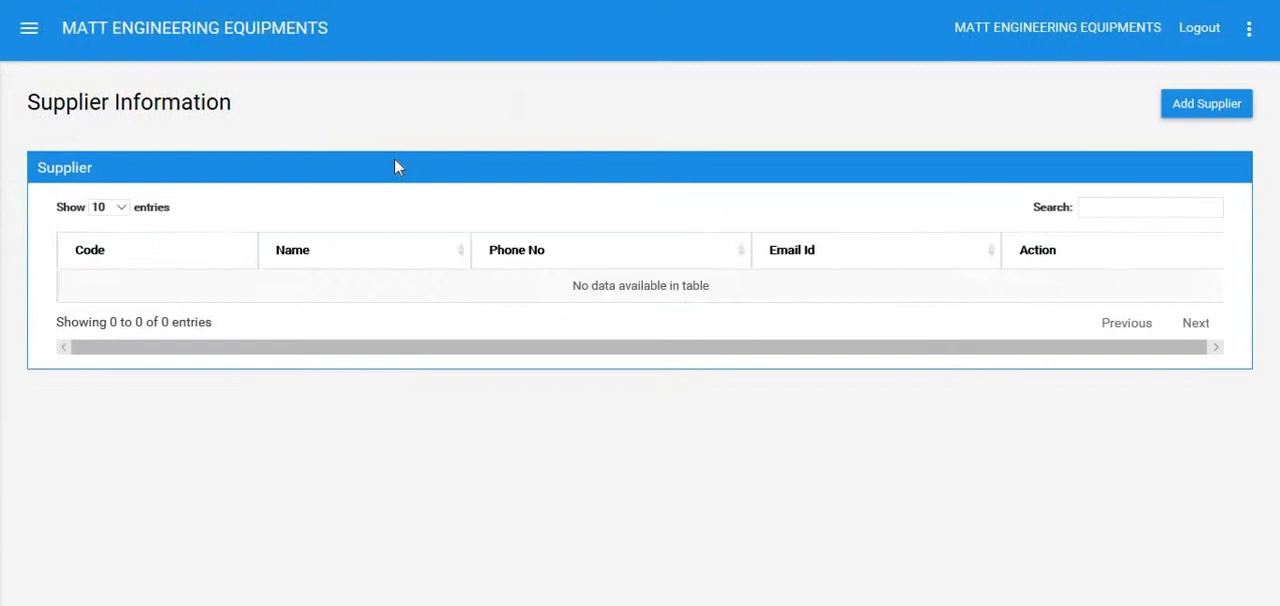 MATT ENGINEERING EQUIPMENTS
MATT ENGINEERING EQUIPMENTS Logout
Supplier Information
Add Supplier
Supplier
Show 10 entries
Search:
Code Name Phone No Email Id Action
No data available in table
Showing 0 to 0 of 0 entries
Previous Next